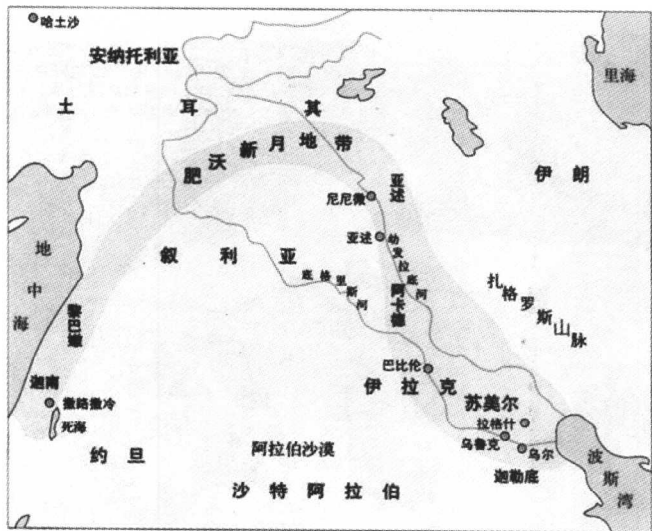 哈土沙
安纳托利亚
里海
土耳其
肥沃新月地带
亚述
伊朗
尼尼微
地中海
叙利亚
亚述
幼发拉底河
底格里斯河
阿卡德
扎格罗斯山脉
黎巴嫩
巴比伦
迦南
伊拉克
苏美尔
撒路撒冷
拉格什
死海
乌鲁克
乌尔
约旦
阿拉伯沙漠
迦勒底
波斯湾
沙特阿拉伯